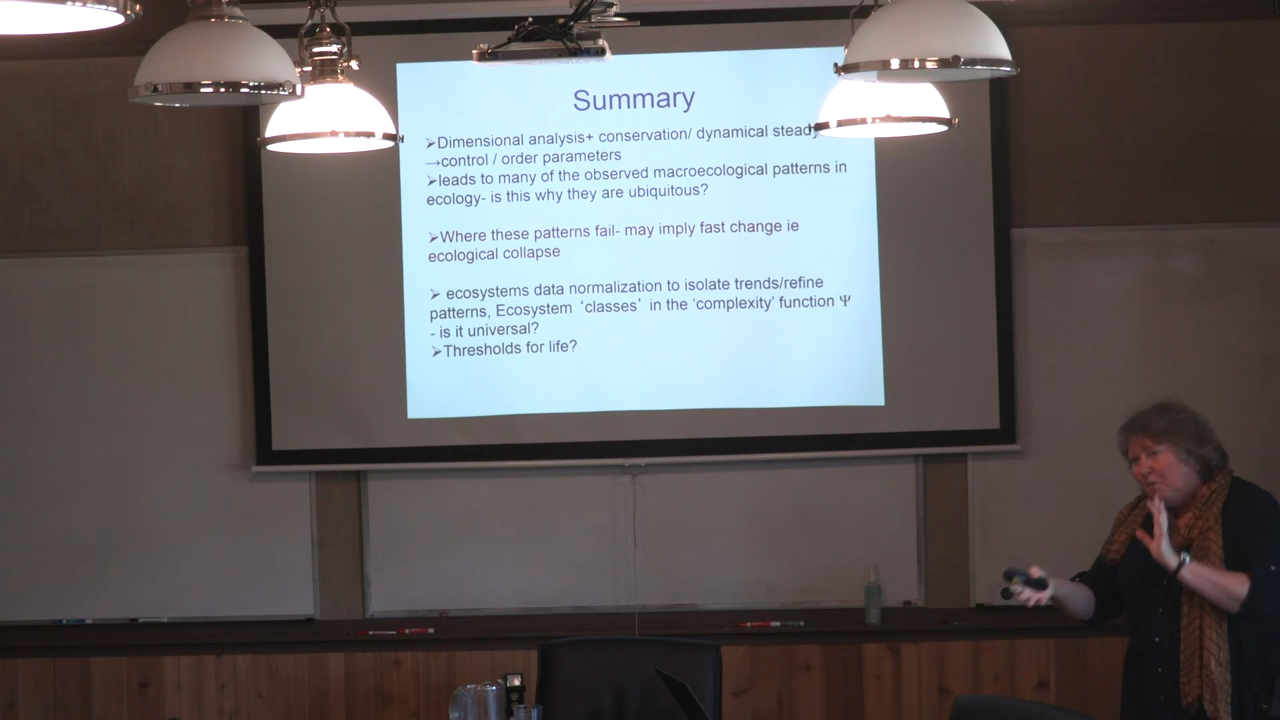 Summary
➢Dimensional analysis+ conservation/ dynamical steady
→control / order parameters
➢leads to many of the observed macroecological patterns in
ecology- is this why they are ubiquitous?
➢Where these patterns fail- may imply fast change ie
ecological collapse
➢ ecosystems data normalization to isolate trends/refine
patterns, Ecosystem ‘classes’ in the ‘complexity’ function Ψ
- is it universal?
➢Thresholds for life?